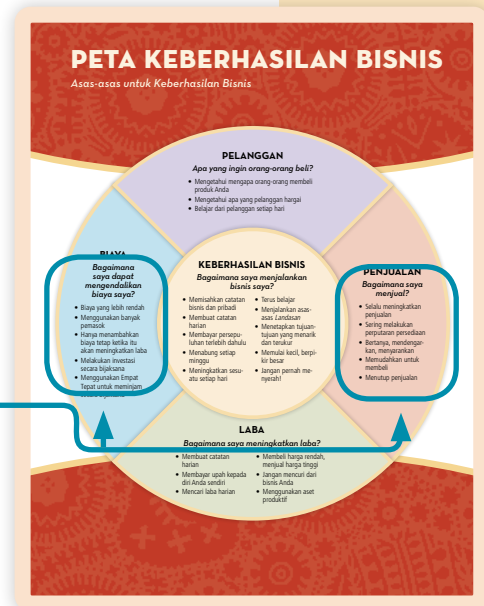 PETA KEBERHASILAN BISNIS
Asas-asas untuk Keberhasilan Bisnis
PELANGGAN
Apa yang ingin orang-orang beli?
• Mengetahui mengapa orang-orang membeli
produk Anda
• Mengetahui apa yang pelanggan hargai
• Belajar dari pelanggan setiap hari
BIAYA
Bagaimana
saya dapat
mengendalikan
biaya saya?
• Biaya yang lebih rendah
• Menggunakan banyak
pemasok
• Hanya menambahkan
biaya tetap ketika itu
akan meningkatkan laba
• Melakukan investasi
secara bijaksana
• Menggunakan Empat
Tepat untuk meminjam
KEBERHASILAN BISNIS
Bagaimana saya menjalankan
bisnis saya?
• Memisahkan catatan
bisnis dan pribadi
• Membuat catatan
harian
• Membayar persepu-
luhan terlebih dahulu
• Menabung setiap
minggu
• Meningkatkan sesu-
atu setiap hari
• Terus belajar
• Menjalankan asas-
asas Landasan
• Menetapkan tujuan-
tujuan yang menarik
dan terukur
• Memulai kecil, berpi-
kir besar
• Jangan pernah me-
nyerah!
PENJUALAN
Bagaimana saya
menjual?
• Selalu meningkatkan
penjualan
• Sering melakukan
perputaran persediaan
• Bertanya, mendengar-
kan, menyarankan
• Memudahkan untuk
membeli
• Menutup penjualan
LABA
Bagaimana saya meningkatkan laba?
• Membuat catatan
harian
• Membayar upah kepada
diri Anda sendiri
• Mencari laba harian
• Membeli harga rendah,
menjual harga tinggi
• Jangan mencuri dari
bisnis Anda
• Menggunakan aset
produktif